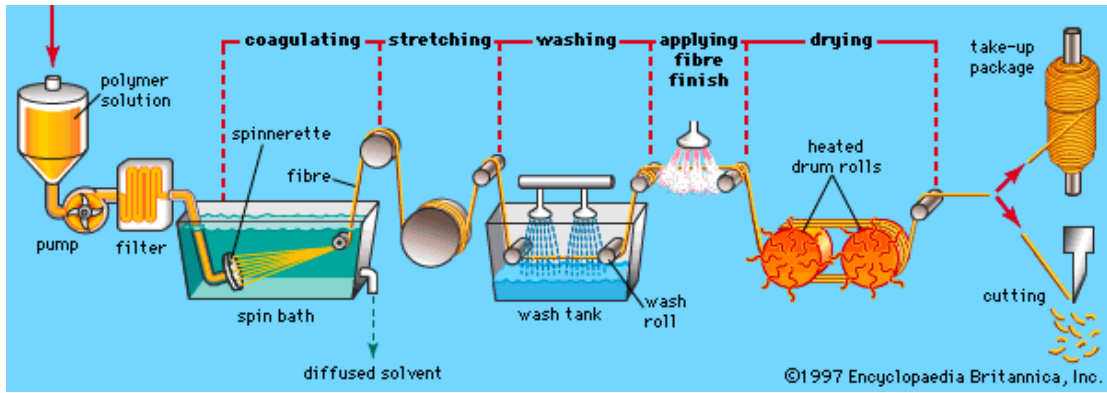 coagulating
stretching
washing
applying
fibre
finish
drying
take-up
package
polymer
solution
spinnerette
fibre
heated
drum rolls
pump
filter
spin bath
wash tank
wash
roll
cutting
diffused solvent
©1997 Encyclopaedia Britannica, Inc.